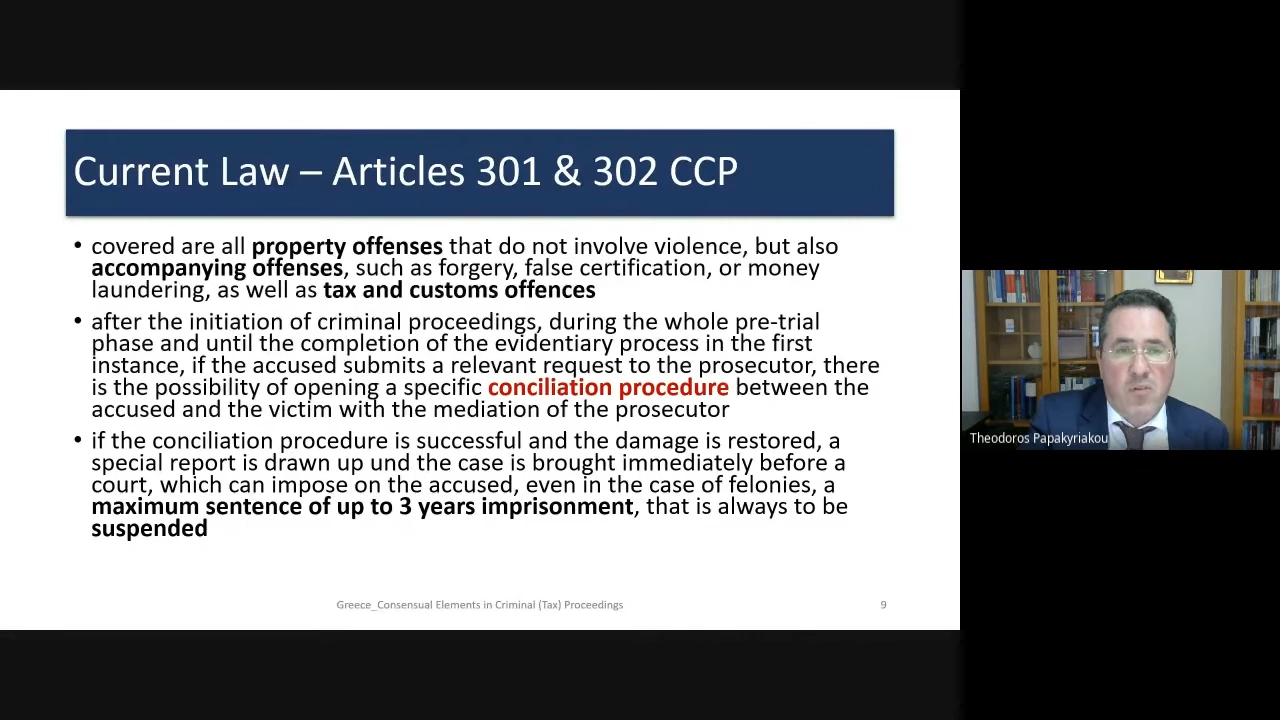 Current Law – Articles 301 & 302 CCP
• covered are all property offenses that do not involve violence, but also
accompanying offenses, such as forgery, false certification, or money
laundering, as well as tax and customs offences
• after the initiation of criminal proceedings, during the whole pre-trial
phase and until the completion of the evidentiary process in the first
instance, if the accused submits a relevant request to the prosecutor, there
is the possibility of opening a specific conciliation procedure between the
accused and the victim with the mediation of the prosecutor
• if the conciliation procedure is successful and the damage is restored, a
special report is drawn up und the case is brought immediately before a
court, which can impose on the accused, even in the case of felonies, a
maximum sentence of up to 3 years imprisonment, that is always to be
suspended
Greece_Consensual Elements in Criminal (Tax) Proceedings
9
Theodoros Papakyriakou